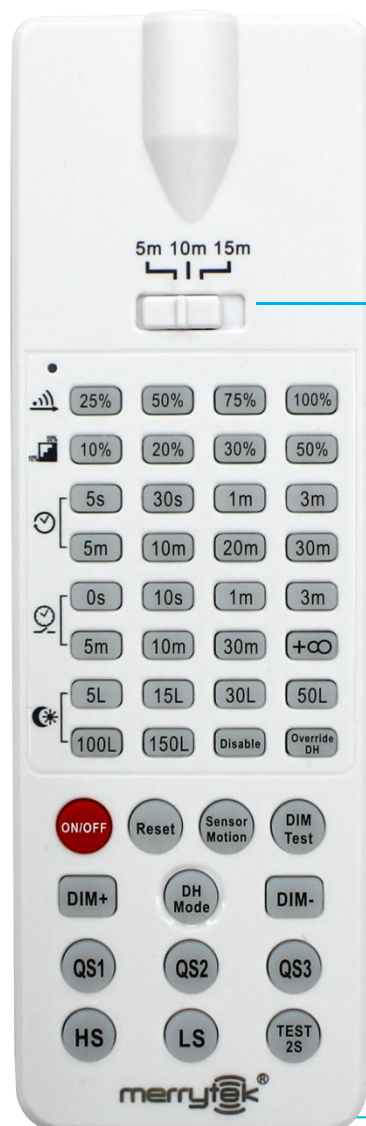 5m 10m 15m
25% 50% 75% 100%
50%
10%
10% 20% 30% 50%
5s 30s 1m 3m
5m 10m 20m 30m
0s 10s 1m 3m
5m 10m 30m +∞
5L 15L 30L 50L
100L 150L Disable Override DH
ON/OFF Reset Sensor Motion DIM Test
DIM+ DH Mode DIM-
QS1 QS2 QS3
HS LS TEST 2S
merrytek®